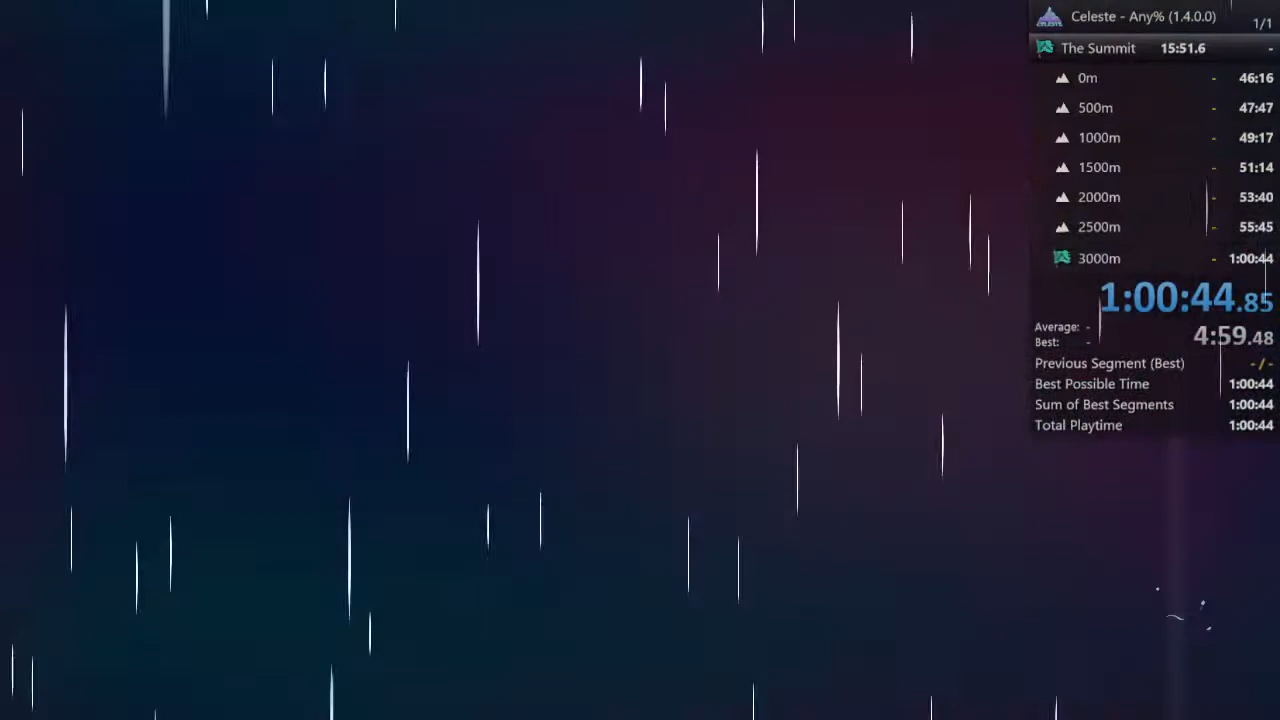 Celeste - Any% (1.4.0.0) 1/1
The Summit 15:51.6 -
0m - 46:16
500m - 47:47
1000m - 49:17
1500m - 51:14
2000m - 53:40
2500m - 55:45
3000m - 1:00:44
1:00:44.85
Average: -
Best: -
4:59.48
Previous Segment (Best) - / -
Best Possible Time 1:00:44
Sum of Best Segments 1:00:44
Total Playtime 1:00:44